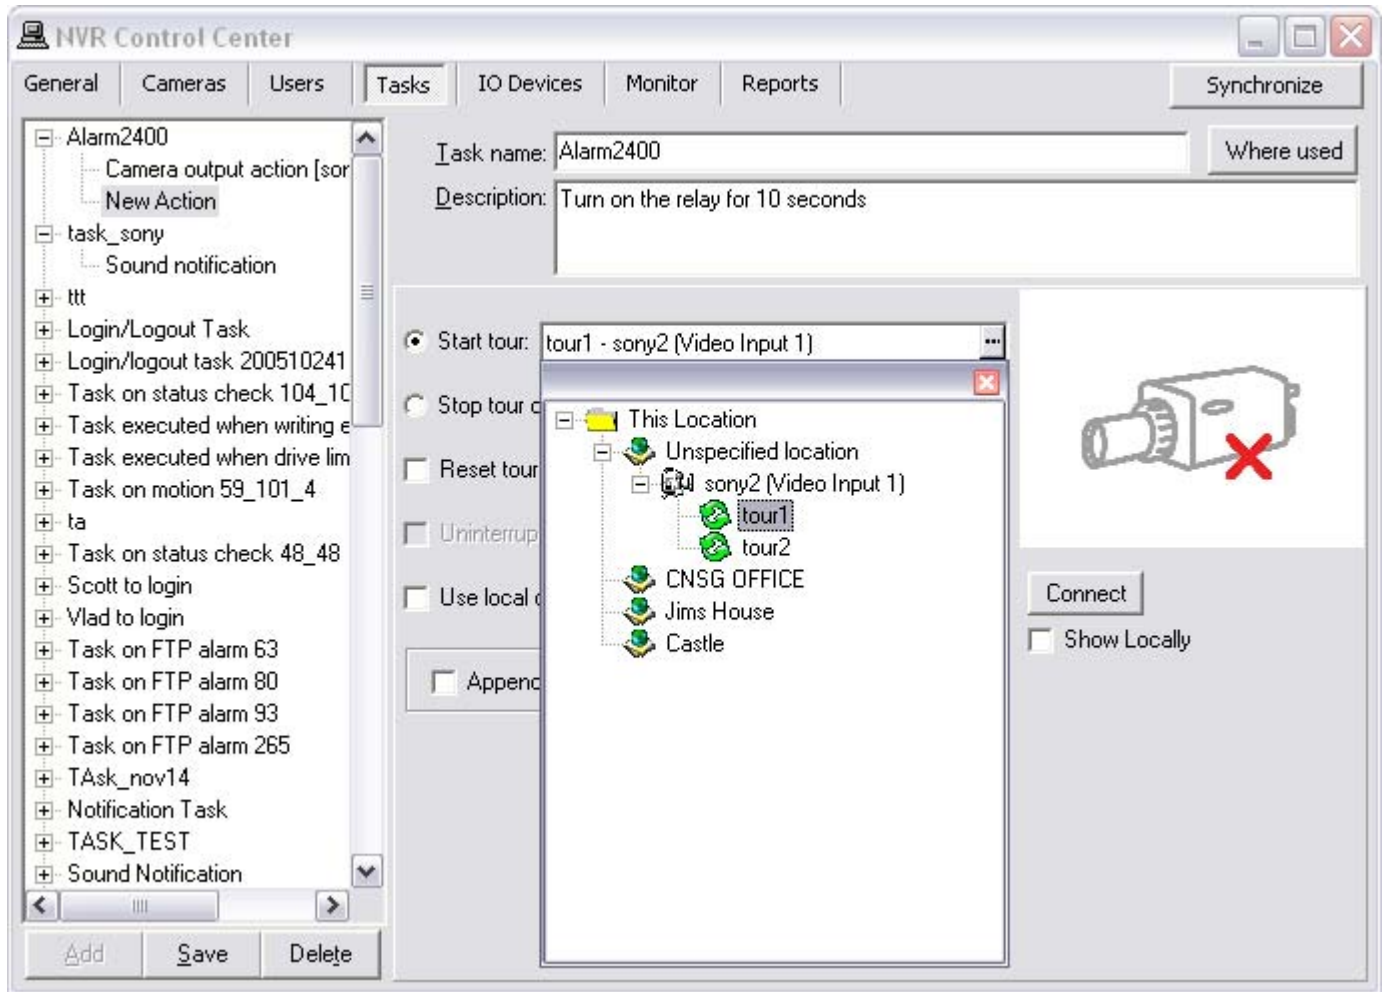 NVR Control Center
General Cameras Users Tasks IO Devices Monitor Reports Synchronize
Alarm2400
Camera output action [sor
New Action
task_sony
Sound notification
ttt
Login/Logout Task
Login/logout task 200510241
Task on status check 104_10
Task executed when writing e
Task executed when drive lim
Task on motion 59_101_4
ta
Task on status check 48_48
Scott to login
Vlad to login
Task on FTP alarm 63
Task on FTP alarm 80
Task on FTP alarm 93
Task on FTP alarm 265
TAsk_nov14
Notification Task
TASK_TEST
Sound Notification
Add Save Delete
Task name: Alarm2400 Where used
Description: Turn on the relay for 10 seconds
Start tour: tour1 - sony2 (Video Input 1) ...
Stop tour
Reset tour
Uninterrup
Use local
Append
This Location
Unspecified location
sony2 (Video Input 1)
tour1
tour2
CNSG OFFICE
Jims House
Castle
Connect
Show Locally